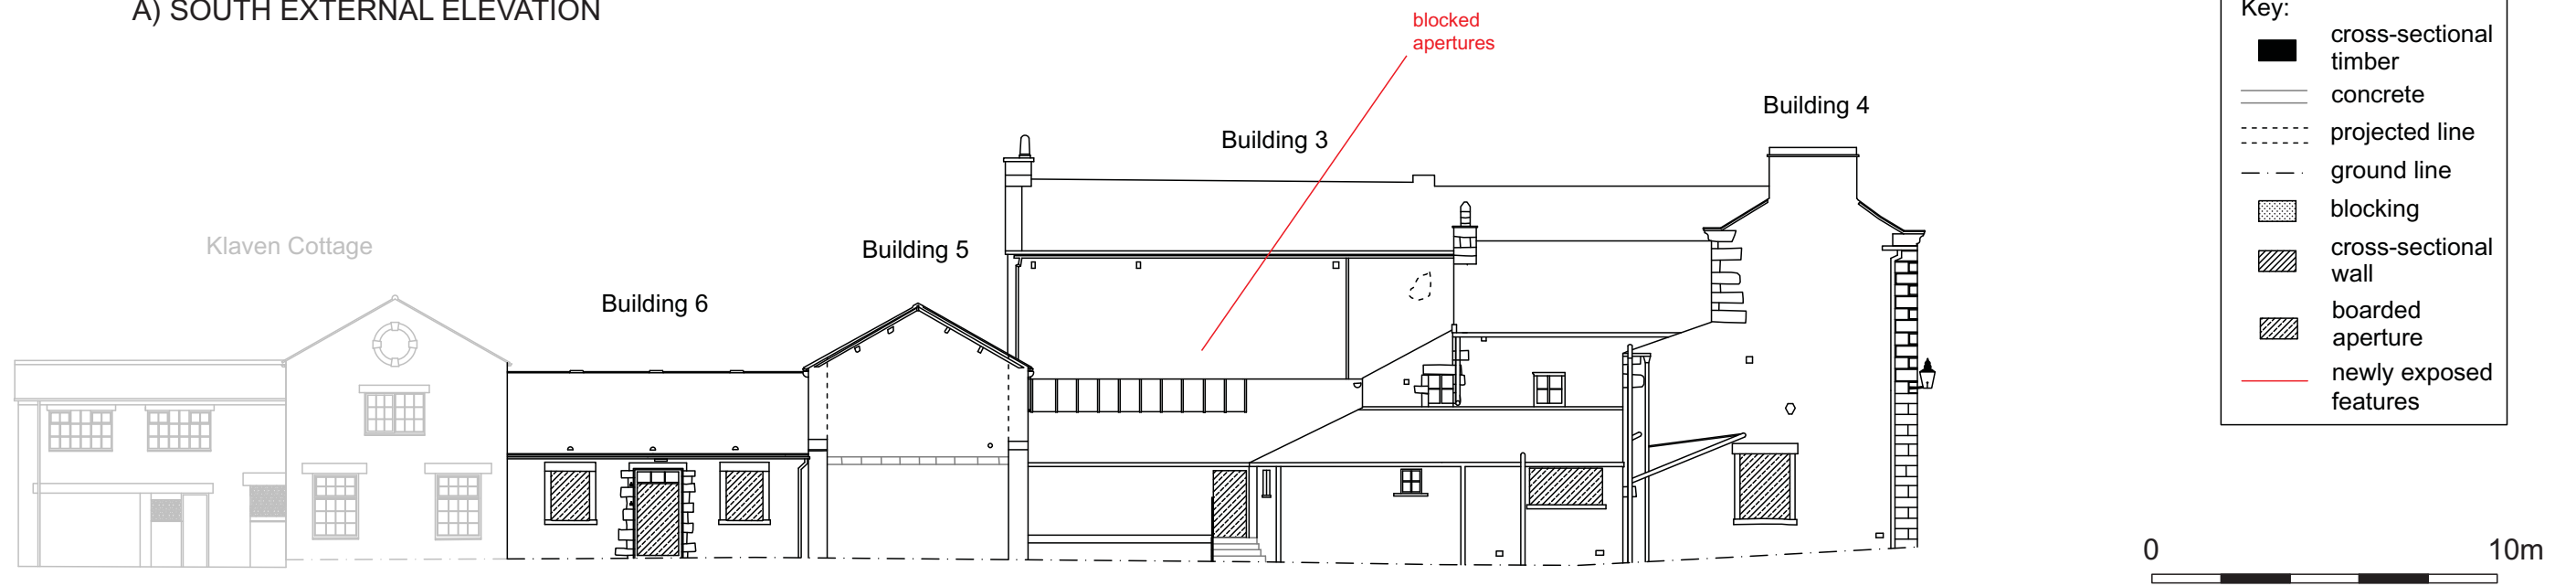 A) SOUTH EXTERNAL ELEVATION
blocked
apertures
Building 4
Building 3
Klaven Cottage
Building 5
Building 6
Key:
cross-sectional
timber
concrete
projected line
ground line
blocking
cross-sectional
wall
boarded
aperture
newly exposed
features
0 10m